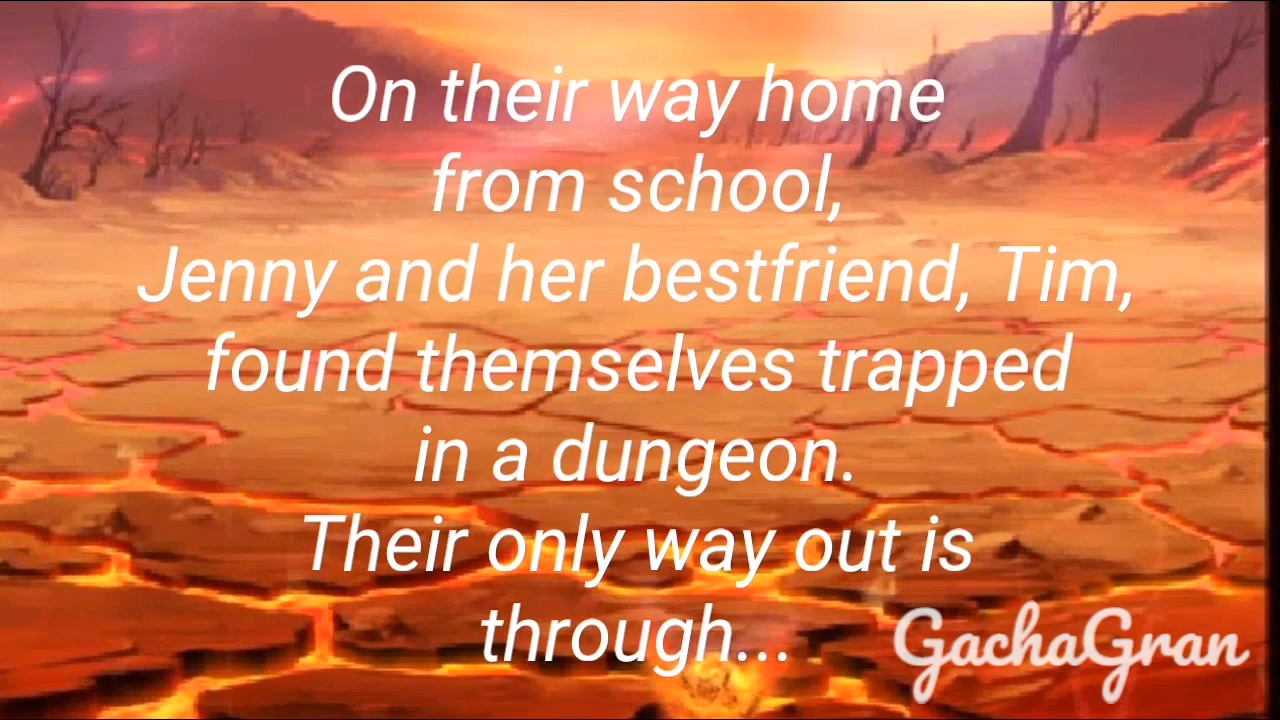 On their way home
from school,
Jenny and her bestfriend, Tim,
found themselves trapped
in a dungeon.
Their only way out is
through...
GachaGran